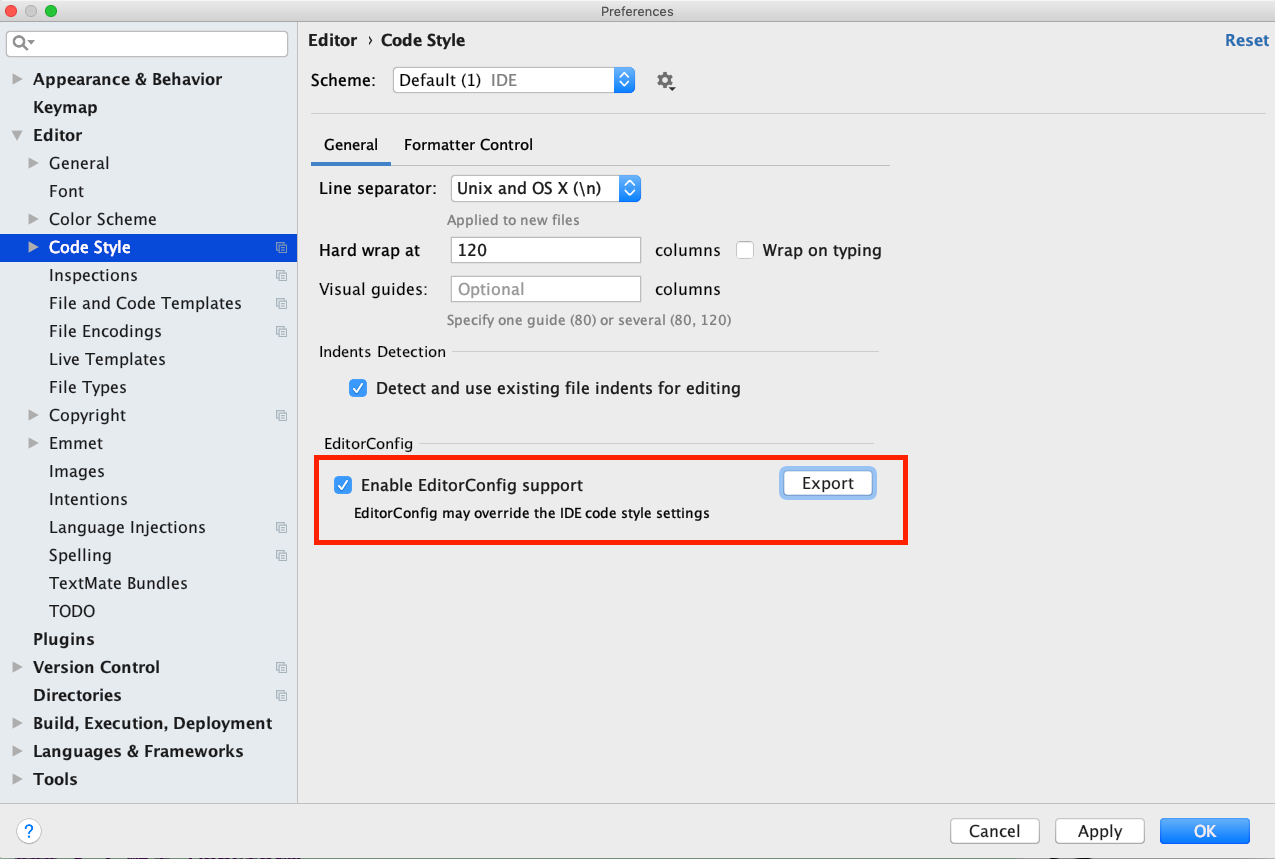 Preferences
Appearance & Behavior
Keymap
Editor
General
Font
Color Scheme
Code Style
Inspections
File and Code Templates
File Encodings
Live Templates
File Types
Copyright
Emmet
Images
Intentions
Language Injections
Spelling
TextMate Bundles
TODO
Plugins
Version Control
Directories
Build, Execution, Deployment
Languages & Frameworks
Tools
?
Editor › Code Style
Reset
Scheme: Default (1) IDE
General Formatter Control
Line separator: Unix and OS X (\n)
Applied to new files
Hard wrap at 120 columns Wrap on typing
Visual guides: Optional columns
Specify one guide (80) or several (80, 120)
Indents Detection
Detect and use existing file indents for editing
EditorConfig
Enable EditorConfig support Export
EditorConfig may override the IDE code style settings
Cancel Apply OK